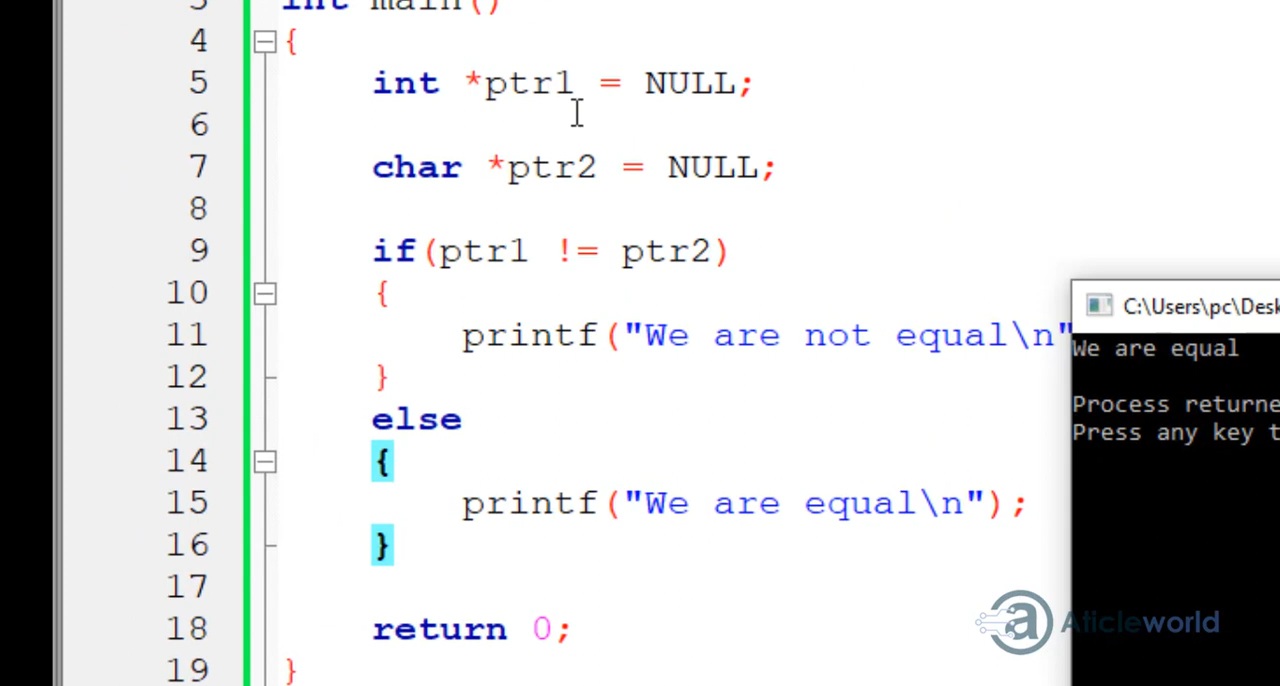 3 int main()
4 {
5 int *ptr1 = NULL;
6
7 char *ptr2 = NULL;
8
9 if(ptr1 != ptr2)
10 {
11 printf("We are not equal\n"
12 }
13 else
14 {
15 printf("We are equal\n");
16 }
17
18 return 0;
19 }
C:\Users\pc\Desk
We are equal
Process returne
Press any key t
a Aticleworld